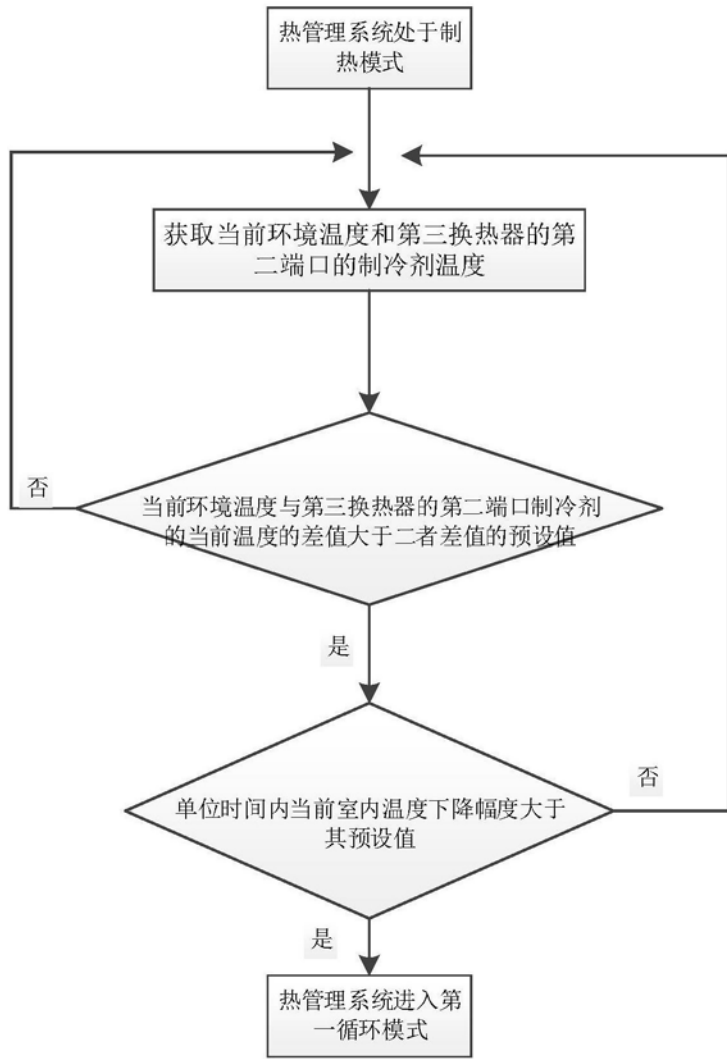 热管理系统处于制
热模式
获取当前环境温度和第三换热器的第
二端口的制冷剂温度
否
当前环境温度与第三换热器的第二端口制冷剂
的当前温度的差值大于二者差值的预设值
是
否
单位时间内当前室内温度下降幅度大于
其预设值
是
热管理系统进入第
一循环模式